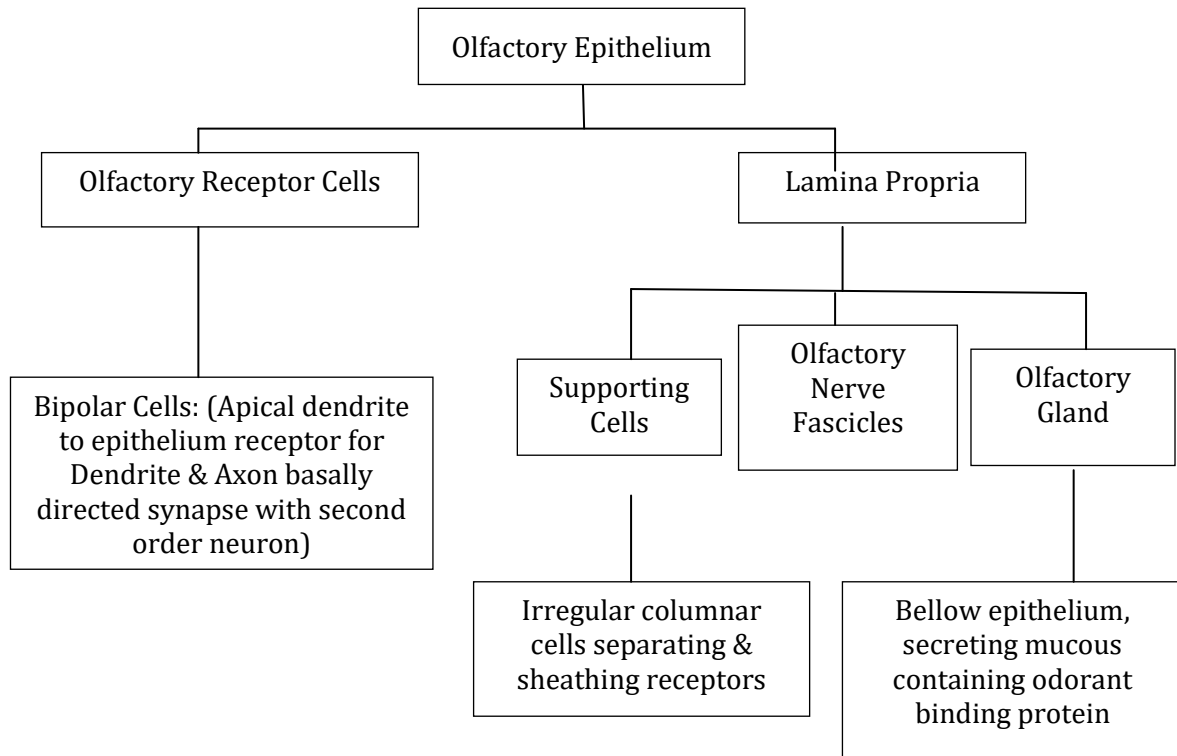 Olfactory Epithelium
Olfactory Receptor Cells
Lamina Propria
Supporting
Cells
Olfactory
Nerve
Fascicles
Olfactory
Gland
Bipolar Cells: (Apical dendrite
to epithelium receptor for
Dendrite & Axon basally
directed synapse with second
order neuron)
Irregular columnar
cells separating &
sheathing receptors
Bellow epithelium,
secreting mucous
containing odorant
binding protein